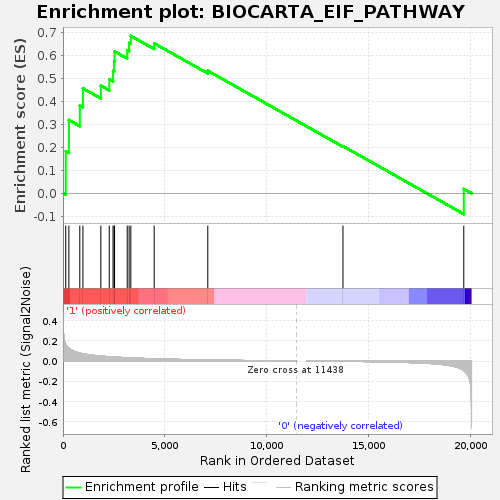 Enrichment plot: BIOCARTA_EIF_PATHWAY
Enrichment score (ES)
0.7
0.6
0.5
0.4
0.3
0.2
0.1
0.0
-0.1
'1' (positively correlated)
Ranked list metric (Signal2Noise)
0.4
0.2
0.0
-0.2
-0.4
-0.6
Zero cross at 11438
'0' (negatively correlated)
0
5,000
10,000
15,000
20,000
Rank in Ordered Dataset
Enrichment profile
Hits
Ranking metric scores